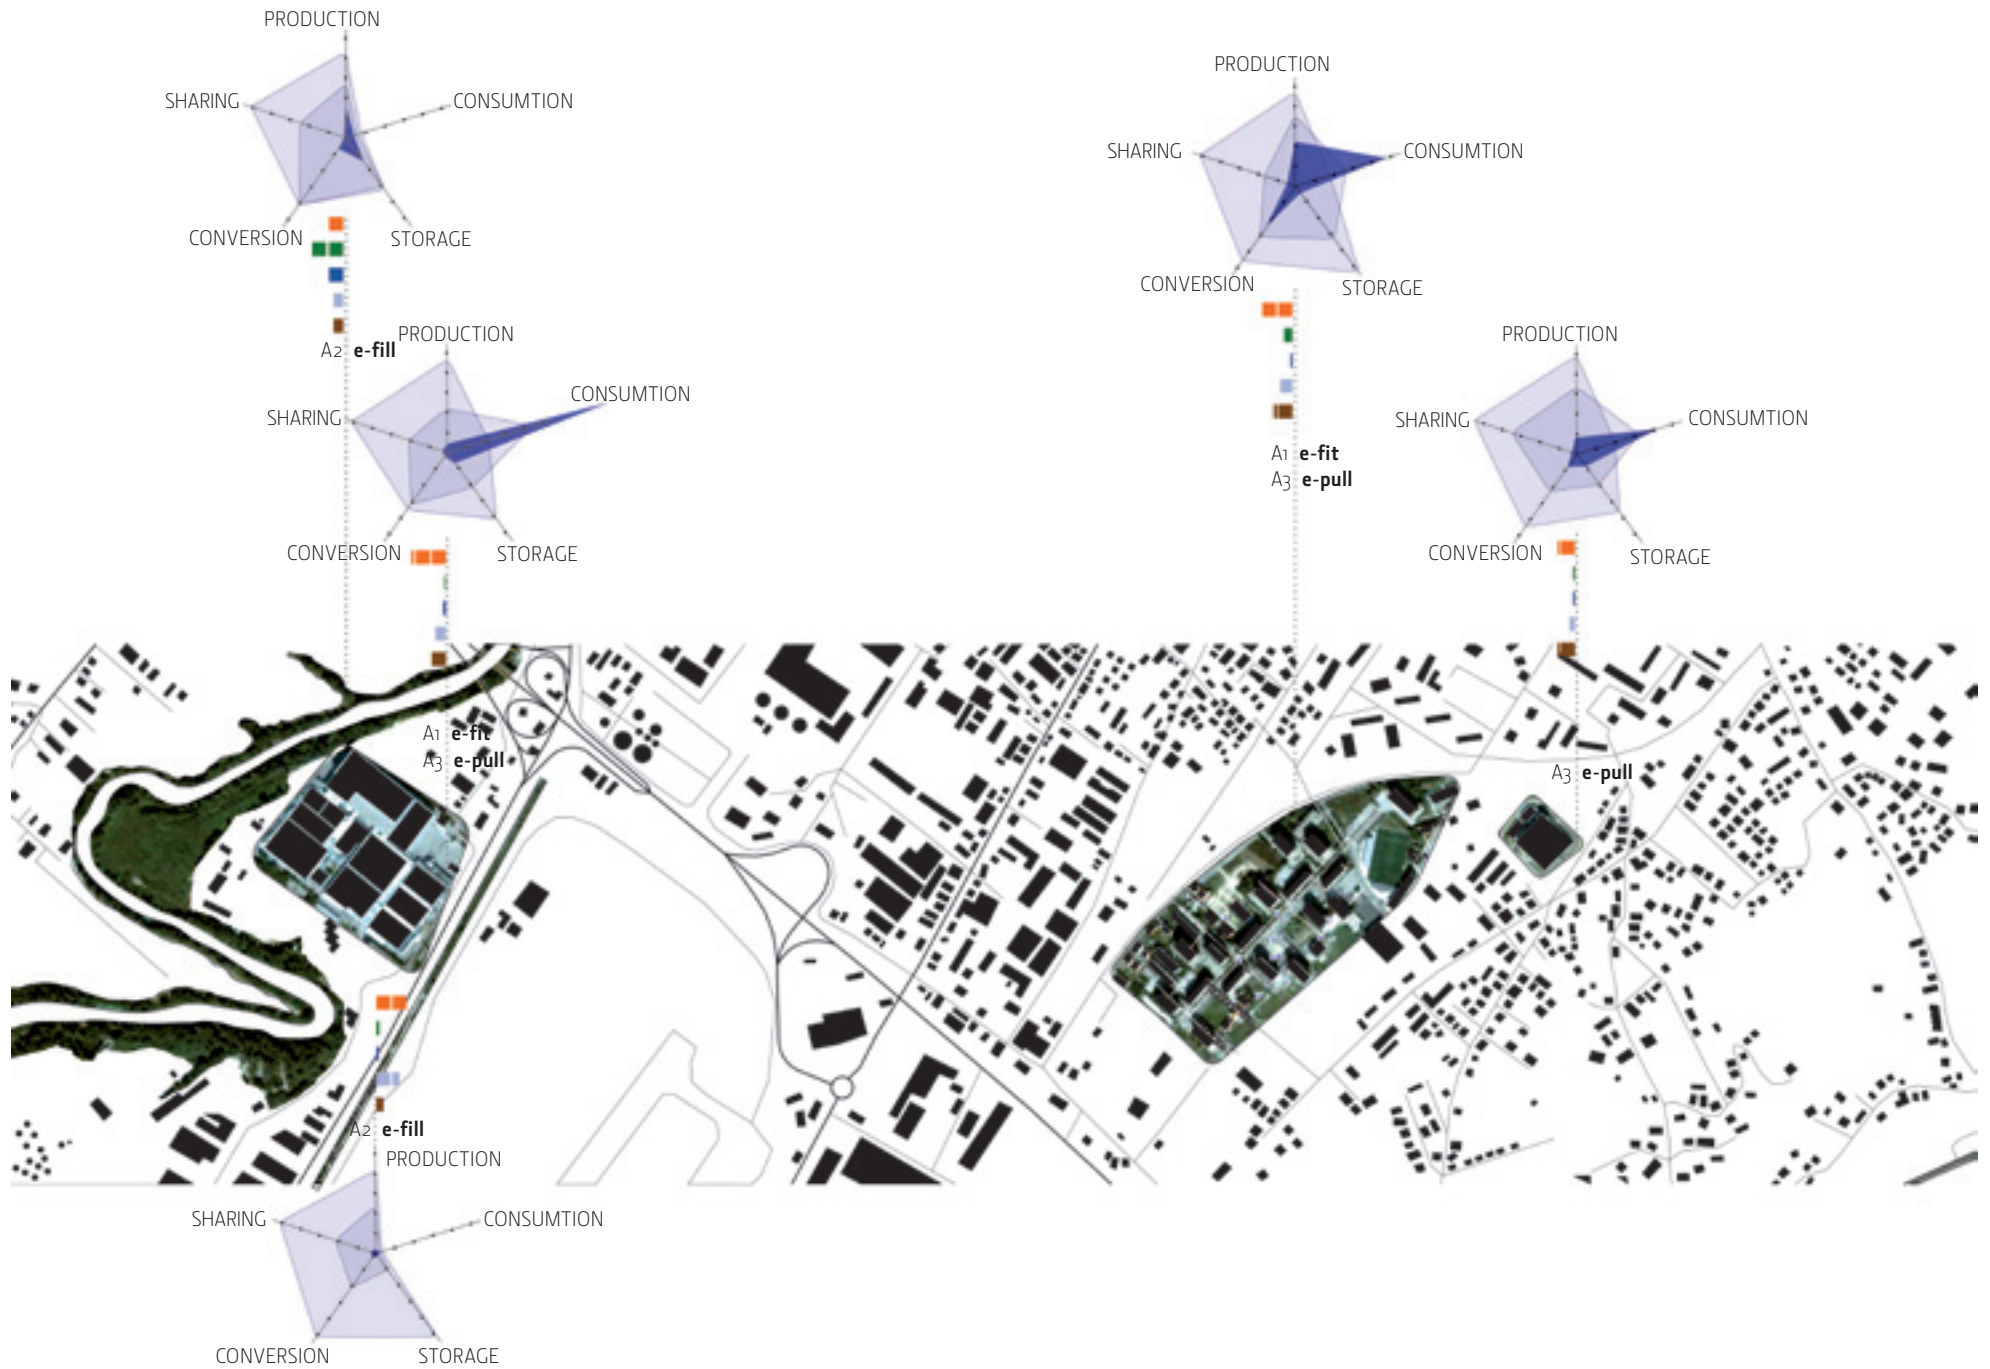 PRODUCTION
SHARING
CONSUMTION
CONVERSION
STORAGE
A2 e-fill
PRODUCTION
SHARING
CONSUMTION
CONVERSION
STORAGE
A1 e-fit
A3 e-pull
PRODUCTION
SHARING
CONSUMTION
CONVERSION
STORAGE
A1 e-fit
A3 e-pull
PRODUCTION
SHARING
CONSUMTION
CONVERSION
STORAGE
A3 e-pull
A2 e-fill
PRODUCTION
SHARING
CONSUMTION
CONVERSION
STORAGE